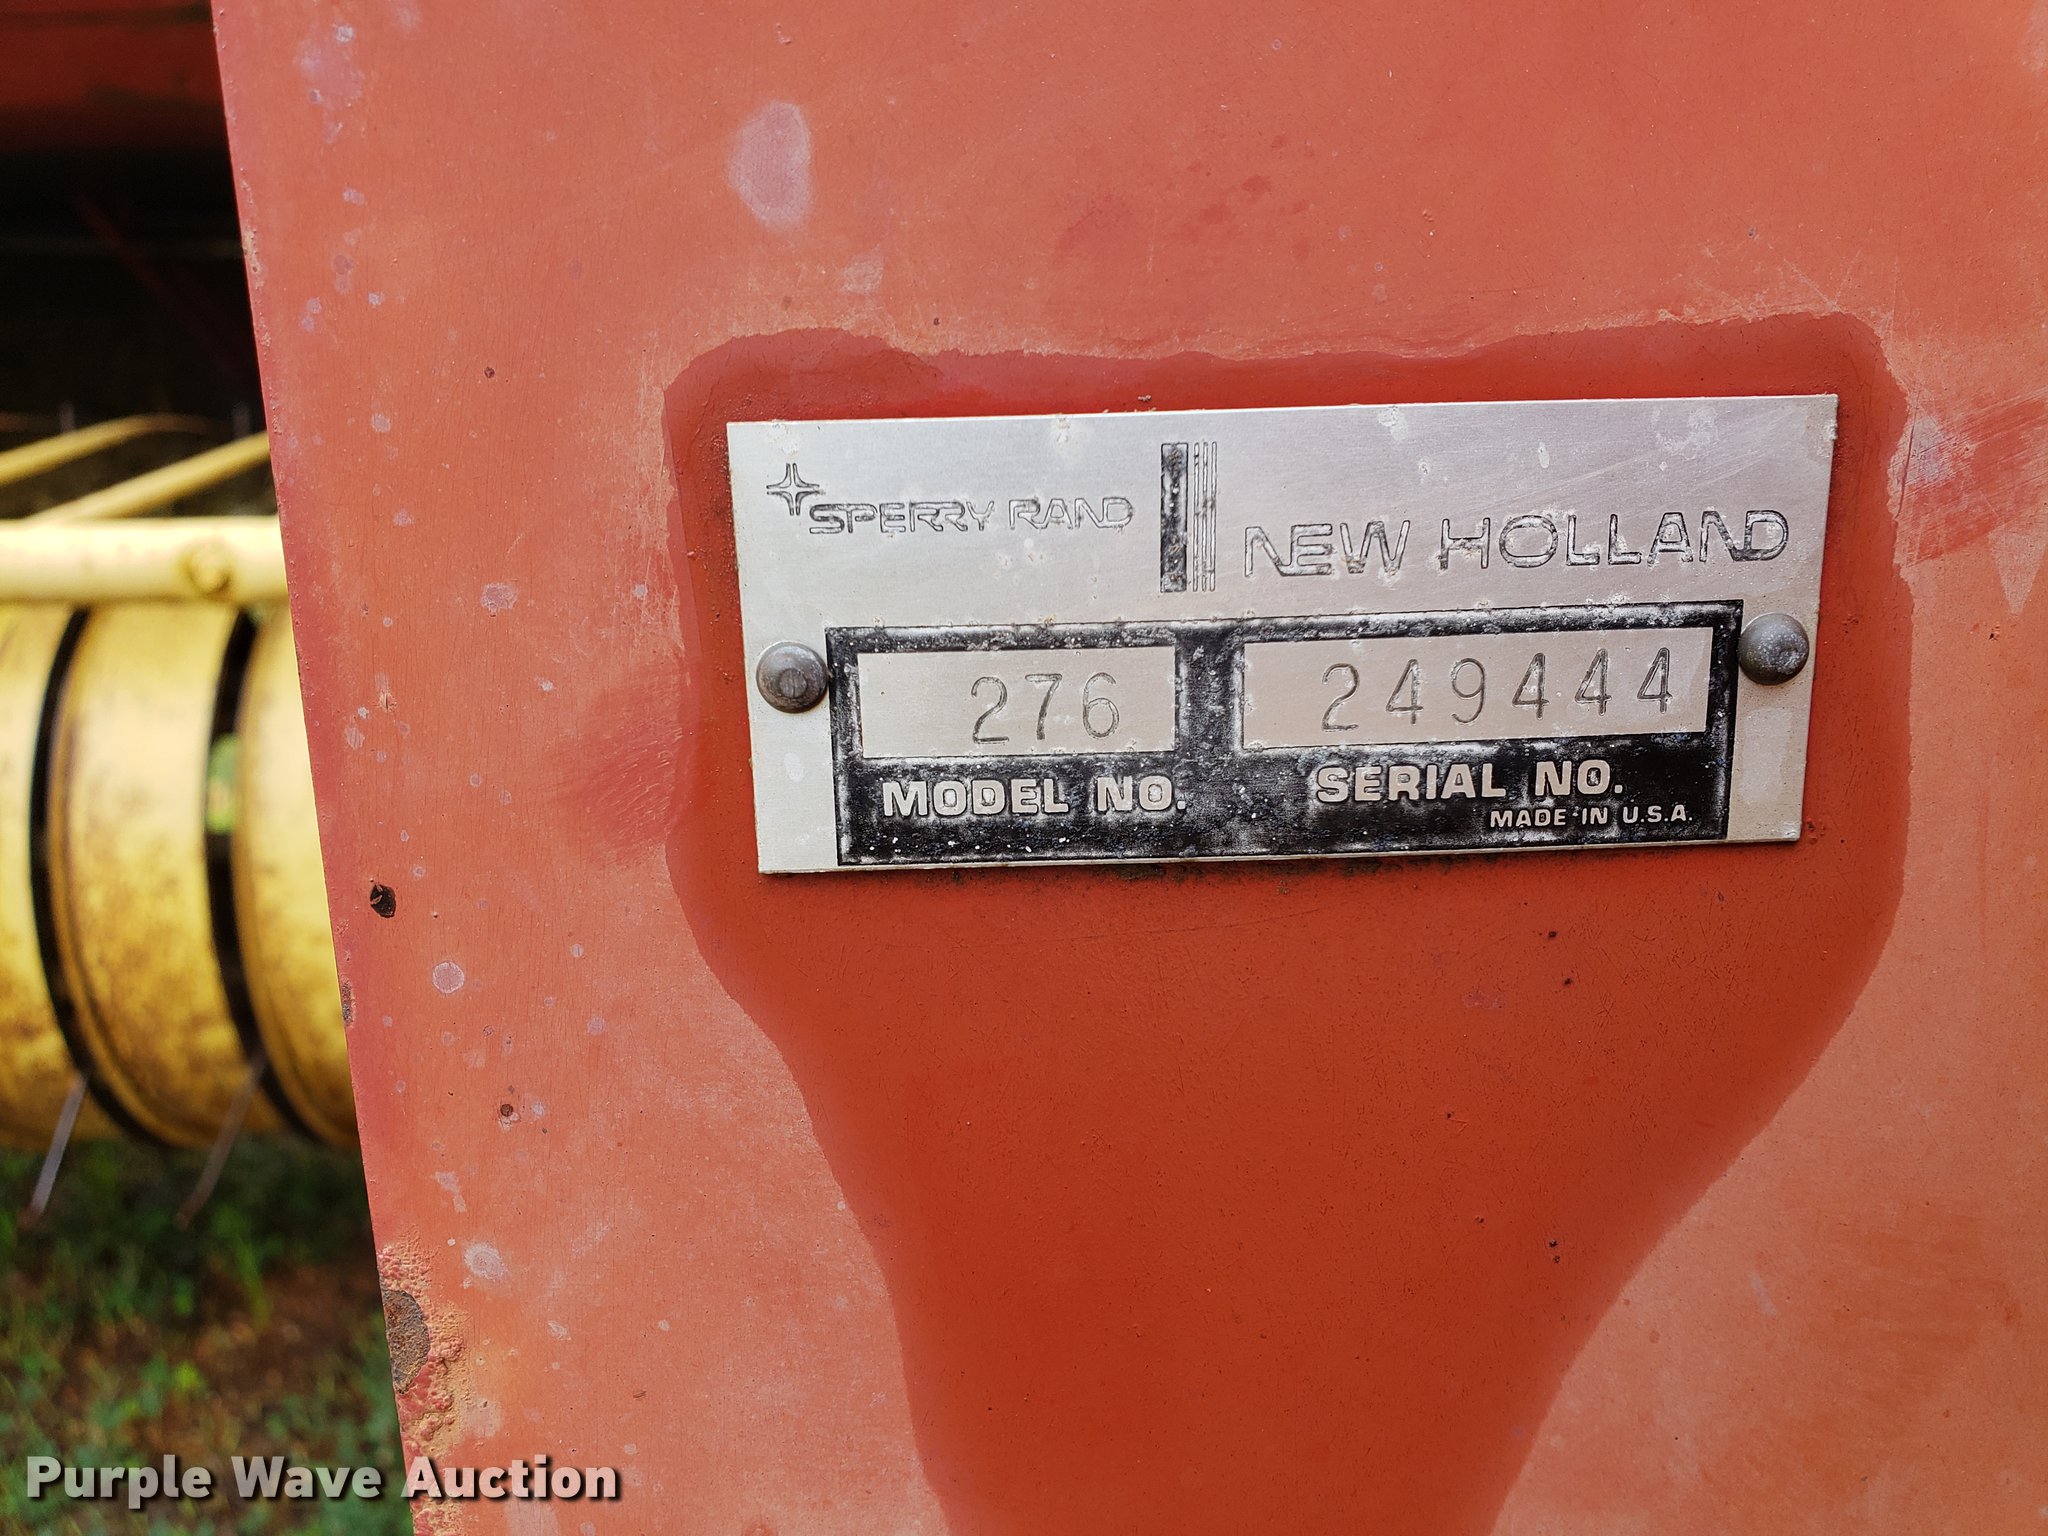 SPERRY RAND
NEW HOLLAND
276 249444
MODEL NO. SERIAL NO.
MADE IN U.S.A.
Purple Wave Auction